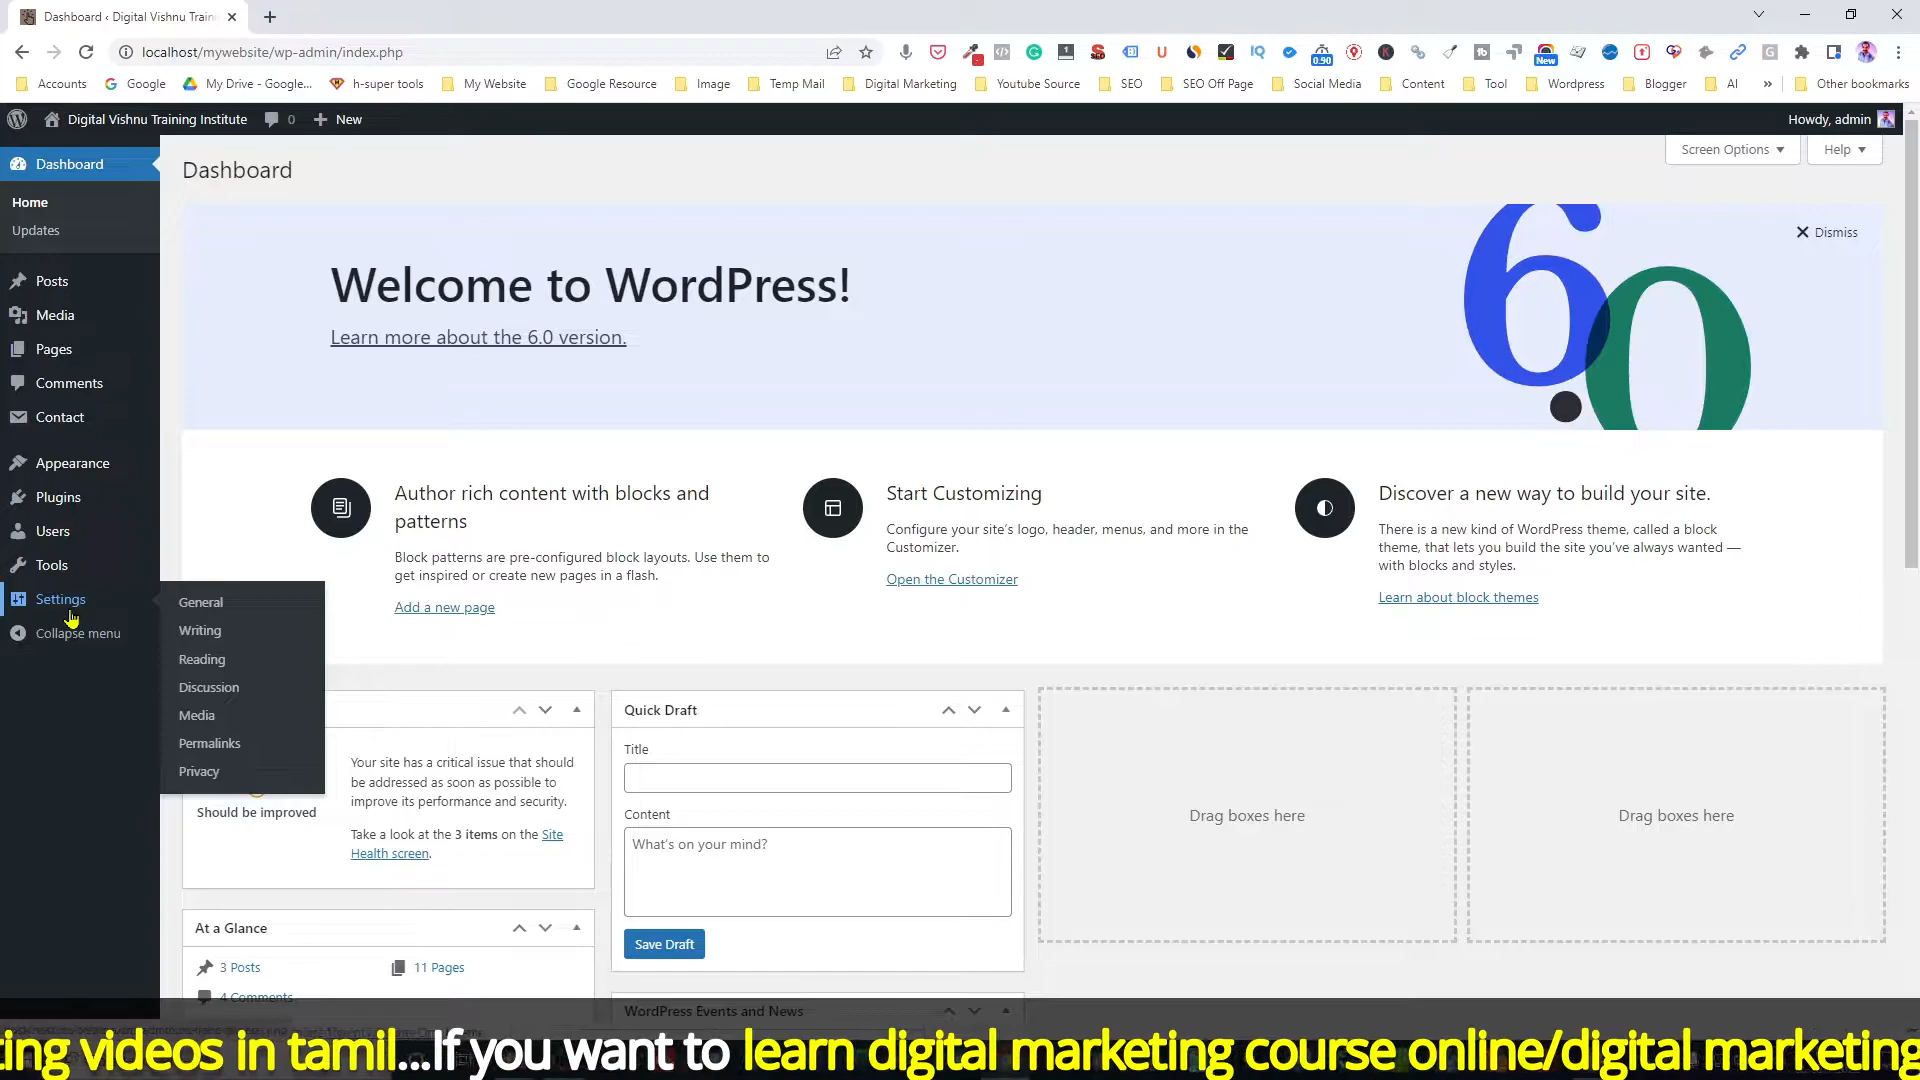 Dashboard ‹ Digital Vishnu Train
localhost/mywebsite/wp-admin/index.php
0.90
New
Accounts
Google
My Drive - Google...
h-super tools
My Website
Google Resource
Image
Temp Mail
Digital Marketing
Youtube Source
SEO
SEO Off Page
Social Media
Content
Tool
Wordpress
Blogger
AI
»
Other bookmarks
Digital Vishnu Training Institute
0
New
Howdy, admin
Dashboard
Home
Updates
Posts
Media
Pages
Comments
Contact
Appearance
Plugins
Users
Tools
Settings
Collapse menu
General
Writing
Reading
Discussion
Media
Permalinks
Privacy
Dashboard
Screen Options
Help
Welcome to WordPress!
Learn more about the 6.0 version.
Dismiss
6.0
Author rich content with blocks and
patterns
Block patterns are pre-configured block layouts. Use them to
get inspired or create new pages in a flash.
Add a new page
Start Customizing
Configure your site's logo, header, menus, and more in the
Customizer.
Open the Customizer
Discover a new way to build your site.
There is a new kind of WordPress theme, called a block
theme, that lets you build the site you've always wanted —
with blocks and styles.
Learn about block themes
Should be improved
Your site has a critical issue that should
be addressed as soon as possible to
improve its performance and security.
Take a look at the 3 items on the Site
Health screen.
At a Glance
3 Posts
11 Pages
4 Comments
Quick Draft
Title
Content
What's on your mind?
Save Draft
WordPress Events and News
Drag boxes here
Drag boxes here
ting videos in tamil...If you want to learn digital marketing course online/digital marketing